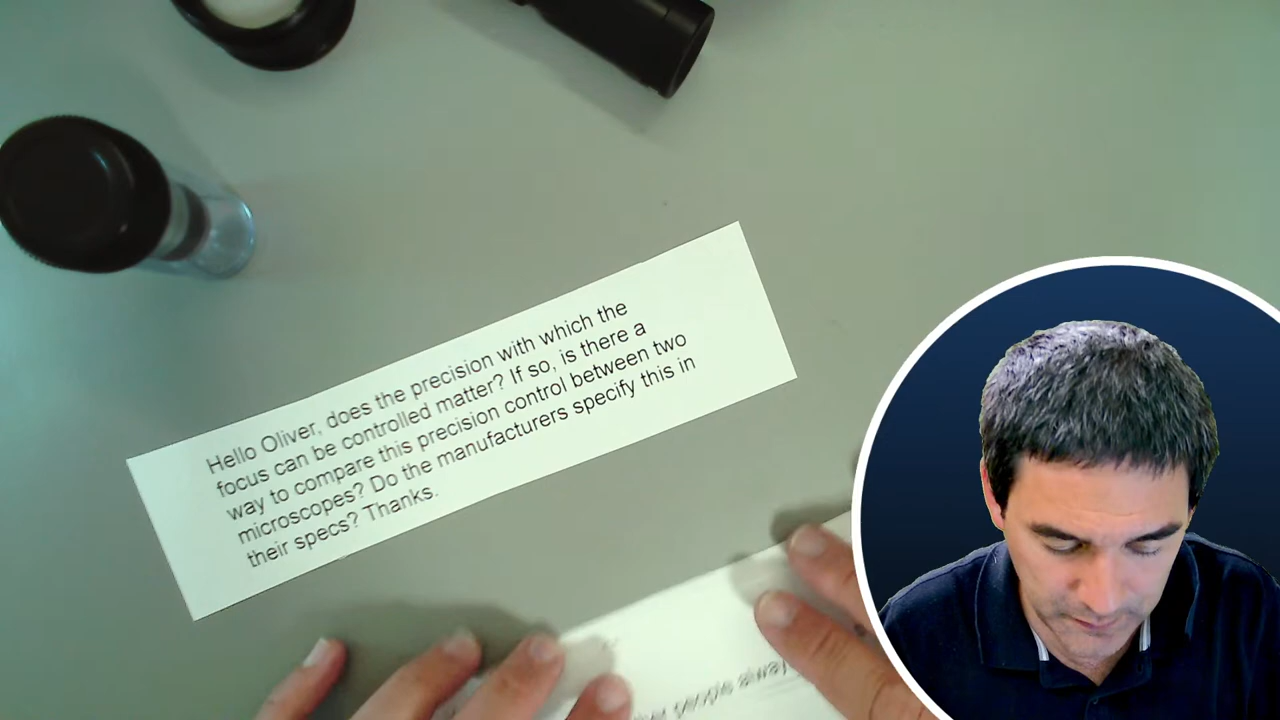 Hello Oliver, does the precision with which the
focus can be controlled matter? If so, is there a
way to compare this precision control between two
microscopes? Do the manufacturers specify this in
their specs? Thanks.
people